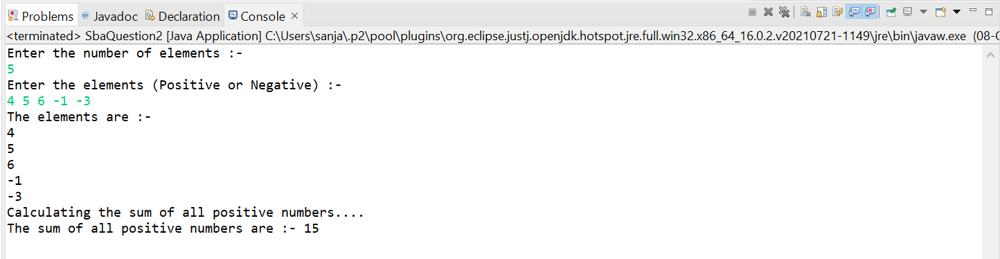 Problems @ Javadoc Declaration Console
<terminated> SbaQuestion2 [Java Application] C:\Users\sanja\.p2\pool\plugins\org.eclipse.justj.openjdk.hotspot.jre.full.win32.x86_64_16.0.2.v20210721-1149\jre\bin\javaw.exe (08-
Enter the number of elements :-
5
Enter the elements (Positive or Negative) :-
4 5 6 -1 -3
The elements are :-
4
5
6
-1
-3
Calculating the sum of all positive numbers....
The sum of all positive numbers are :- 15